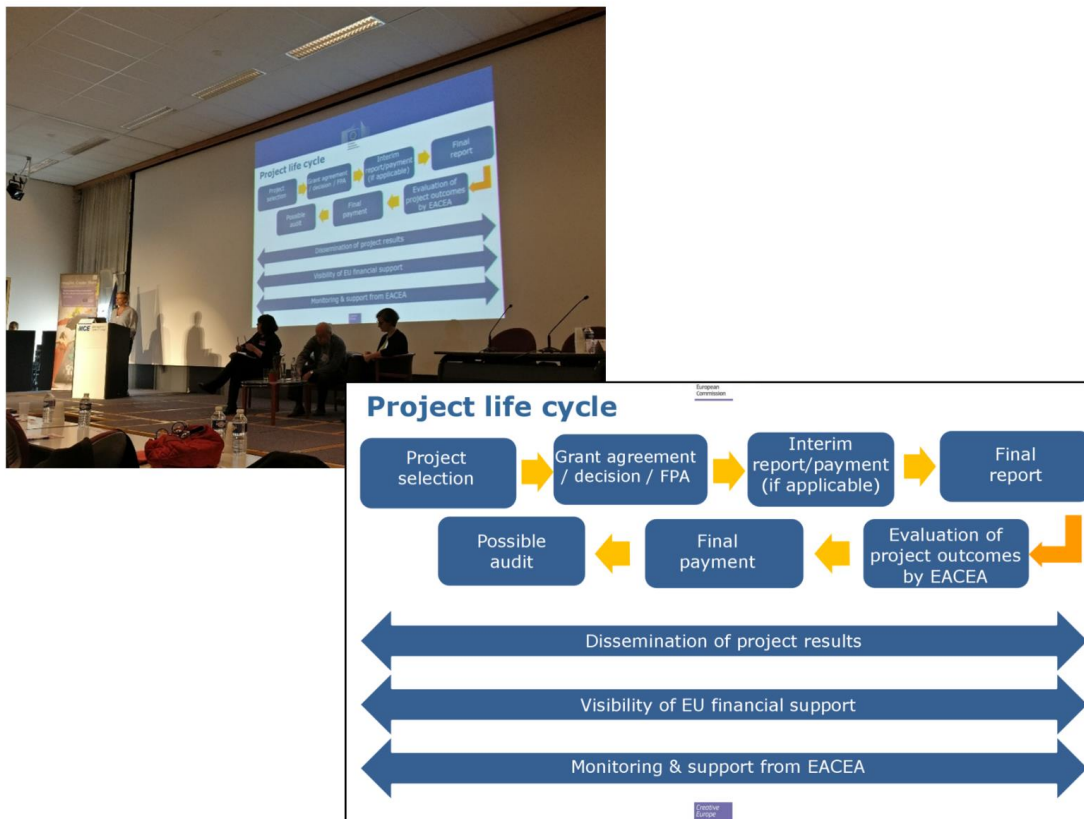 Project life cycle
Project
selection
Grant agreement
/ decision / FPA
Interim
report/payment
(if applicable)
Final
report
Evaluation of
project outcomes
by EACEA
Final
payment
Possible
audit
Dissemination of project results
Visibility of EU financial support
Monitoring & support from EACEA
European
Commission
Project life cycle
Project
selection
Grant agreement
/ decision / FPA
Interim
report/payment
(if applicable)
Final
report
Evaluation of
project outcomes
by EACEA
Final
payment
Possible
audit
Dissemination of project results
Visibility of EU financial support
Monitoring & support from EACEA
Creative
Europe